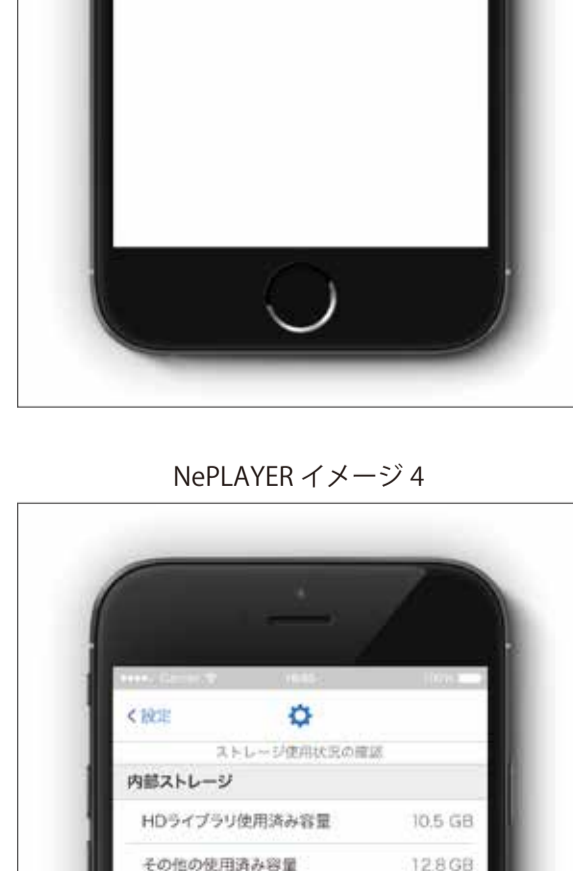 NePLAYER イメージ 4
Carrier 100%
設定
ストレージ使用状況の確認
内部ストレージ
HDライブラリ使用済み容量 10.5 GB
その他の使用済み容量 12.8 GB